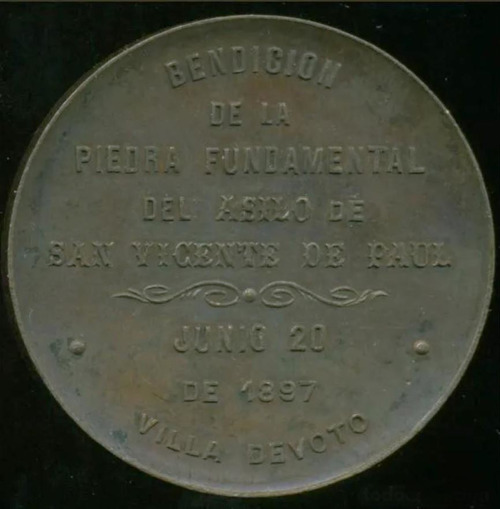 BENDICION
DE LA
PIEDRA FUNDAMENTAL
DEL ASILO DE
SAN VICENTE DE PAUL
JUNIO 20
DE 1897
VILLA DEVOTO